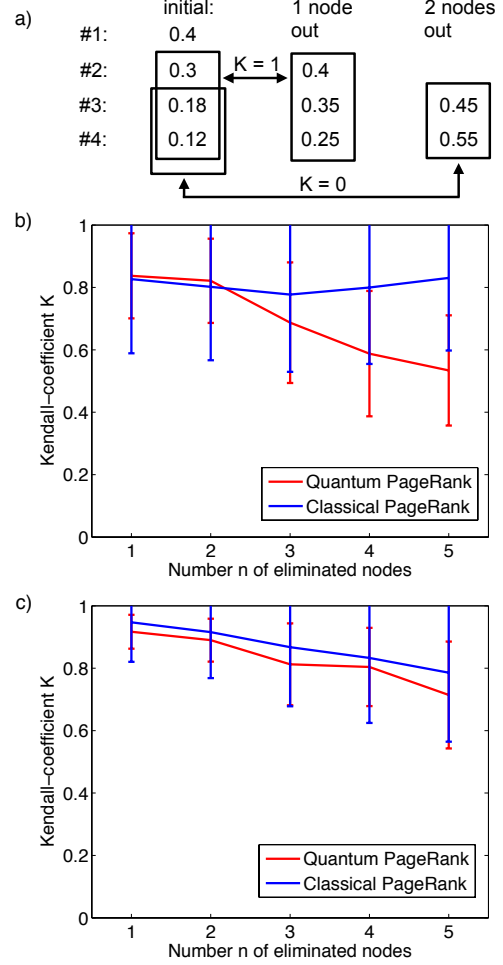 a)
initial:
1 node out
2 nodes out
#1: 0.4
#2: 0.3 K = 1 0.4
#3: 0.18 0.35 0.45
#4: 0.12 0.25 0.55
K = 0
b)
1
0.8
0.6
0.4
0.2
0
Kendall−coefficient K
Quantum PageRank
Classical PageRank
1 2 3 4 5
Number n of eliminated nodes
c)
1
0.8
0.6
0.4
0.2
0
Kendall−coefficient K
Quantum PageRank
Classical PageRank
1 2 3 4 5
Number n of eliminated nodes